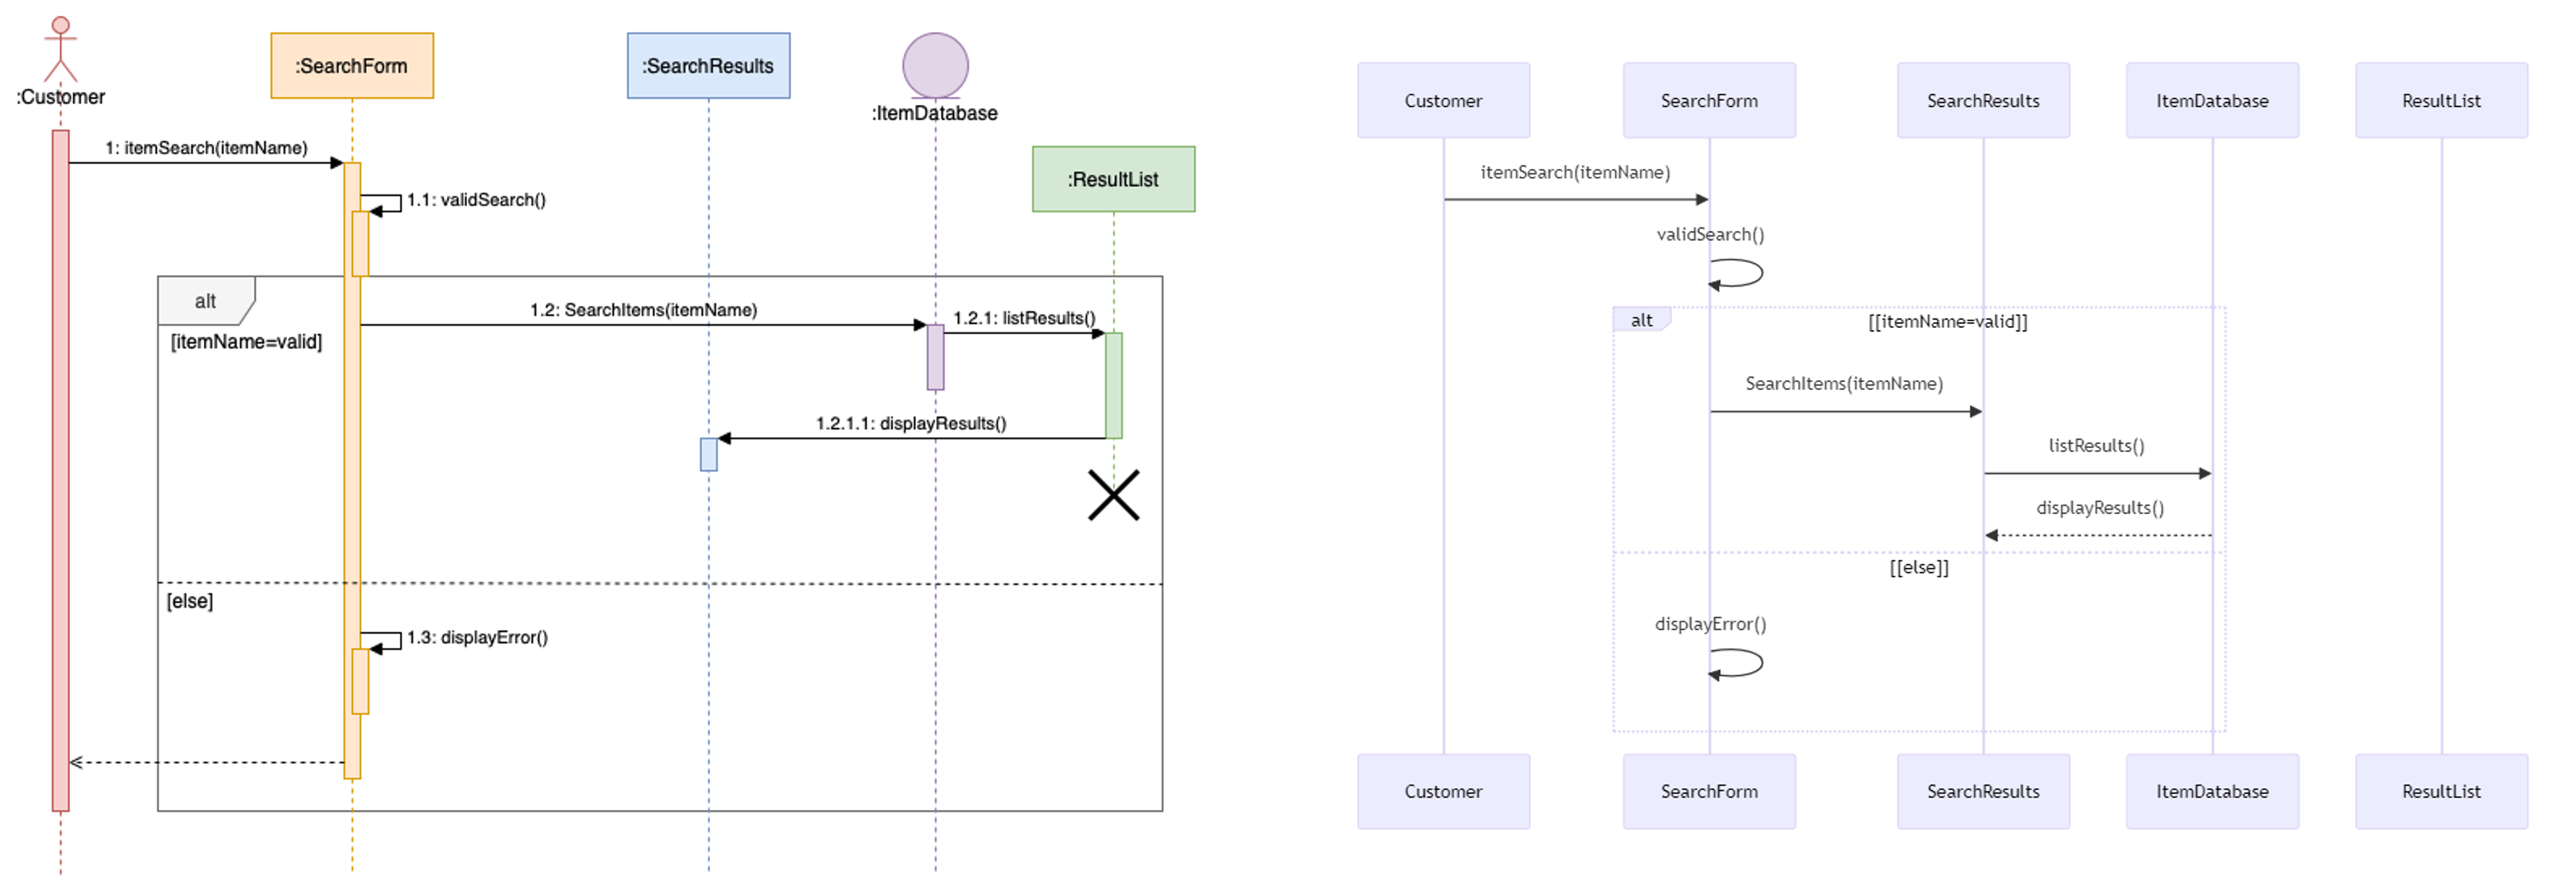 :Customer
:SearchForm
:SearchResults
:ItemDatabase
:ResultList
1: itemSearch(itemName)
1.1: validSearch()
alt
[itemName=valid]
1.2: SearchItems(itemName)
1.2.1: listResults()
1.2.1.1: displayResults()
[else]
1.3: displayError()
Customer
SearchForm
SearchResults
ItemDatabase
ResultList
itemSearch(itemName)
validSearch()
alt
[[itemName=valid]]
SearchItems(itemName)
listResults()
displayResults()
[[else]]
displayError()
Customer
SearchForm
SearchResults
ItemDatabase
ResultList